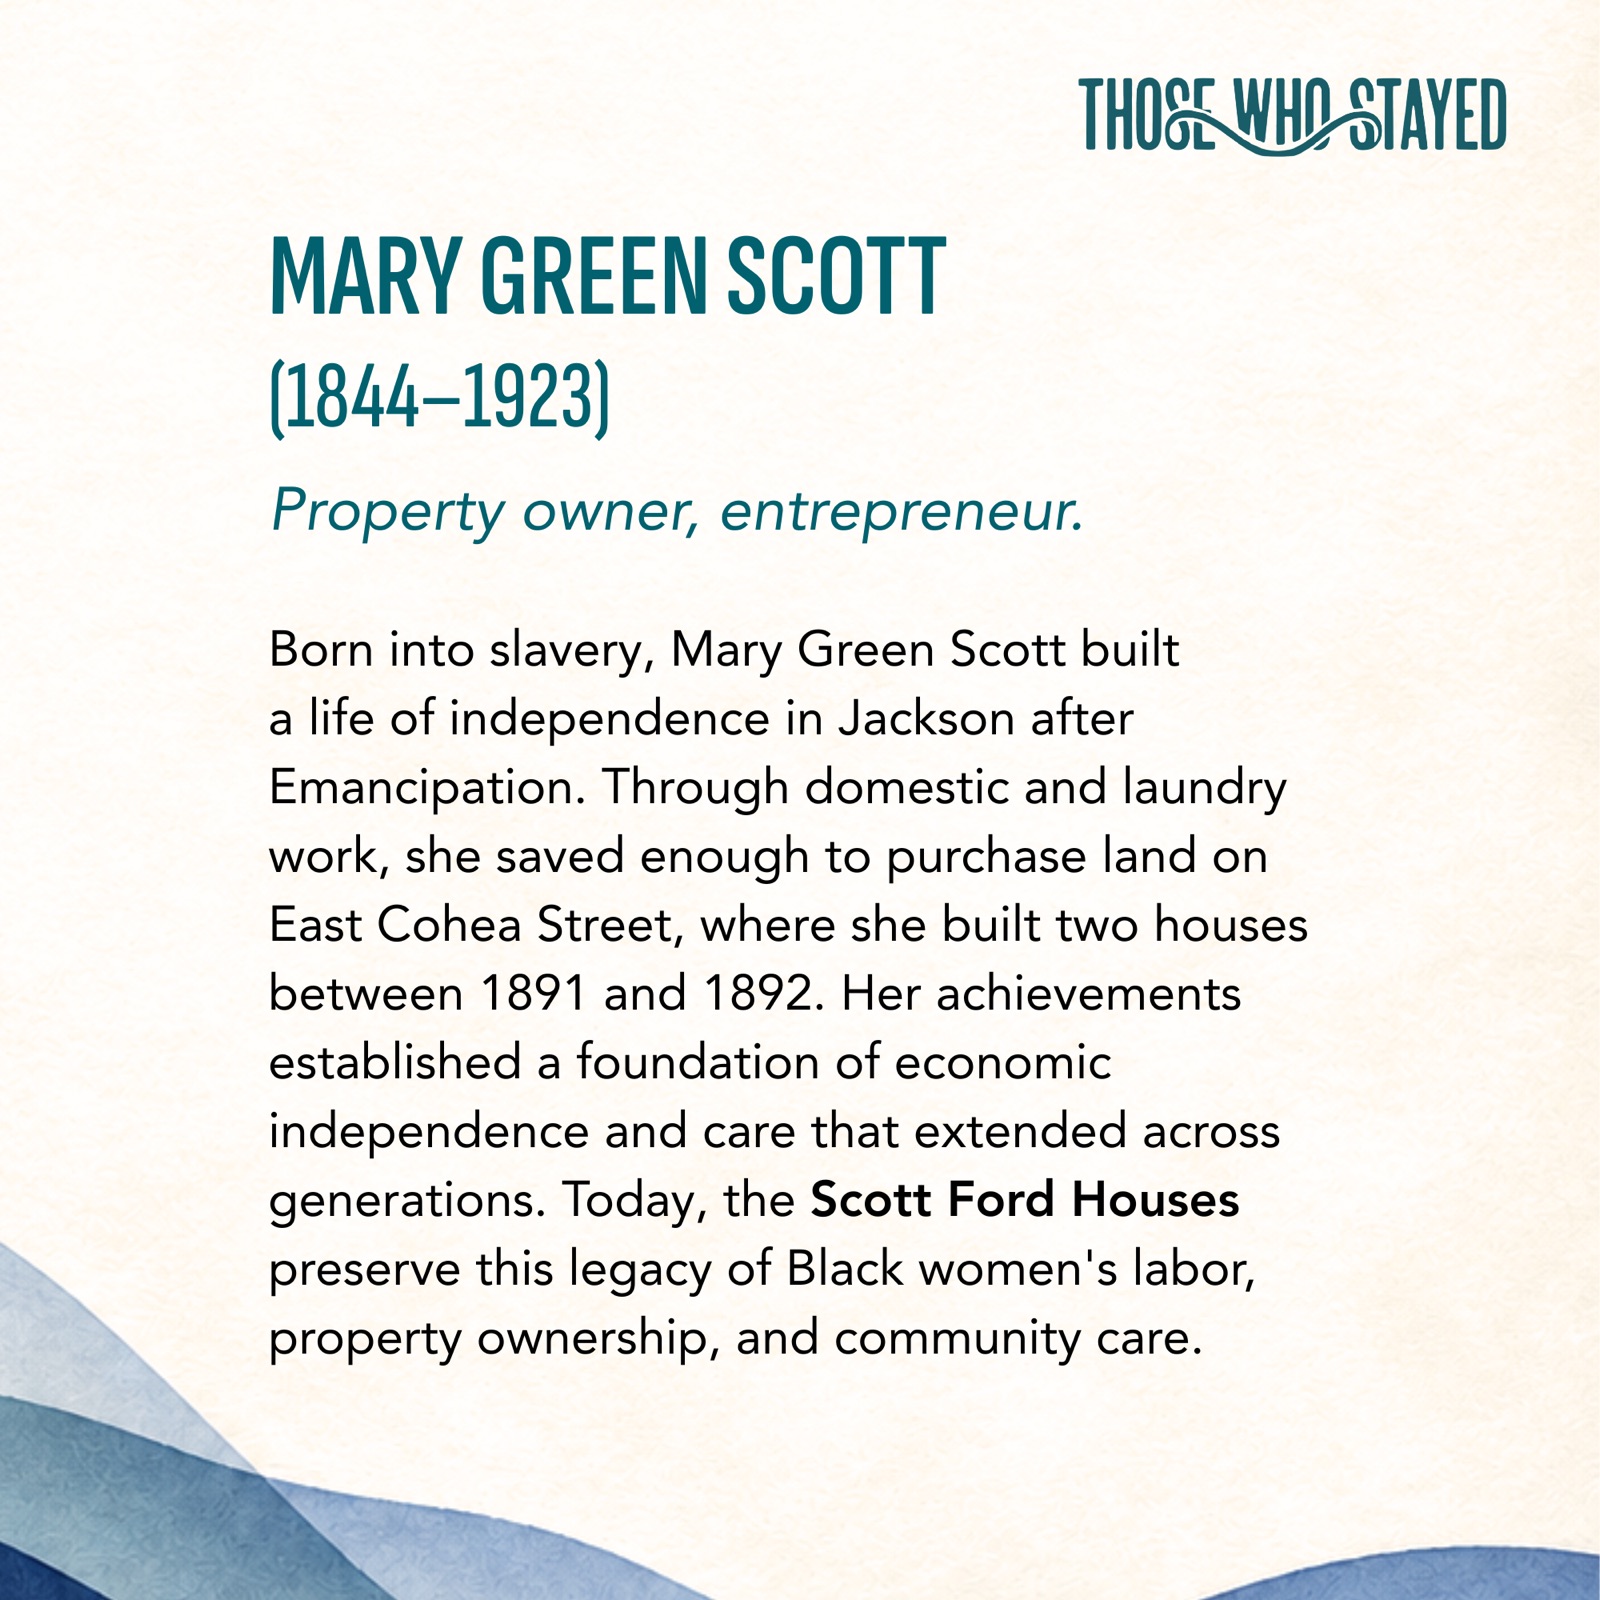 THOSE WHO STAYED
MARY GREEN SCOTT
(1844–1923)
Property owner, entrepreneur.
Born into slavery, Mary Green Scott built
a life of independence in Jackson after
Emancipation. Through domestic and laundry
work, she saved enough to purchase land on
East Cohea Street, where she built two houses
between 1891 and 1892. Her achievements
established a foundation of economic
independence and care that extended across
generations. Today, the Scott Ford Houses
preserve this legacy of Black women's labor,
property ownership, and community care.